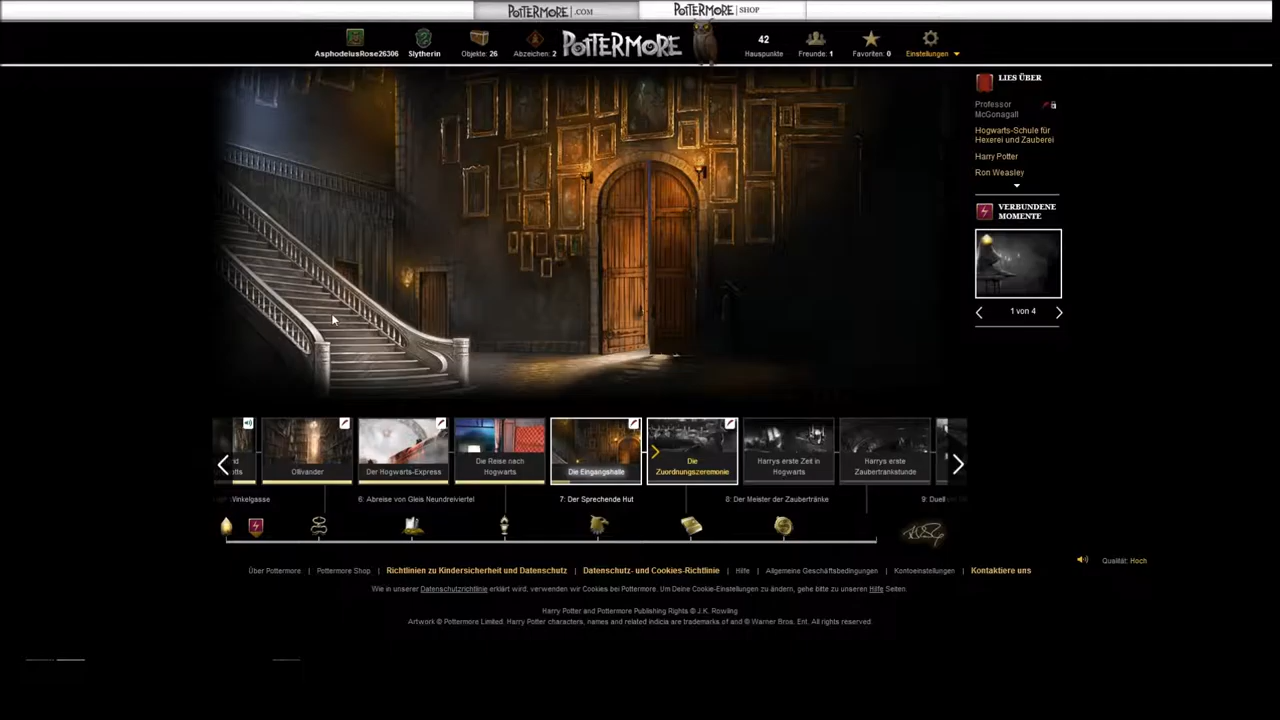 POTTERMORE | .COM
POTTERMORE | SHOP
AsphodelusRose26306
Slytherin
Objekte: 26
Abzeichen: 2
POTTERMORE
42
Hauspunkte
Freunde: 1
Favoriten: 0
Einstellungen
LIES ÜBER
Professor
McGonagall
Hogwarts-Schule für
Hexerei und Zauberei
Harry Potter
Ron Weasley
VERBUNDENE
MOMENTE
1 von 4
Ollivander
Der Hogwarts-Express
Die Reise nach
Hogwarts
Die Eingangshalle
Die
Zuordnungszeremonie
Harrys erste Zeit in
Hogwarts
Harrys erste
Zaubertrankstunde
Winkelgasse
6: Abreise von Gleis Neundreiviertel
7: Der Sprechende Hut
8: Der Meister der Zaubertränke
9: Duell
Qualität: Hoch
Über Pottermore | Pottermore Shop | Richtlinien zu Kindersicherheit und Datenschutz | Datenschutz- und Cookies-Richtlinie | Hilfe | Allgemeine Geschäftsbedingungen | Kontoeinstellungen | Kontaktiere uns
Wie in unserer Datenschutzrichtlinie erklärt wird, verwenden wir Cookies bei Pottermore. Um Deine Cookie-Einstellungen zu ändern, gehe bitte zu unseren Hilfe Seiten.
Harry Potter and Pottermore Publishing Rights © J.K. Rowling
Artwork © Pottermore Limited. Harry Potter characters, names and related indicia are trademarks of and © Warner Bros. Ent. All rights reserved